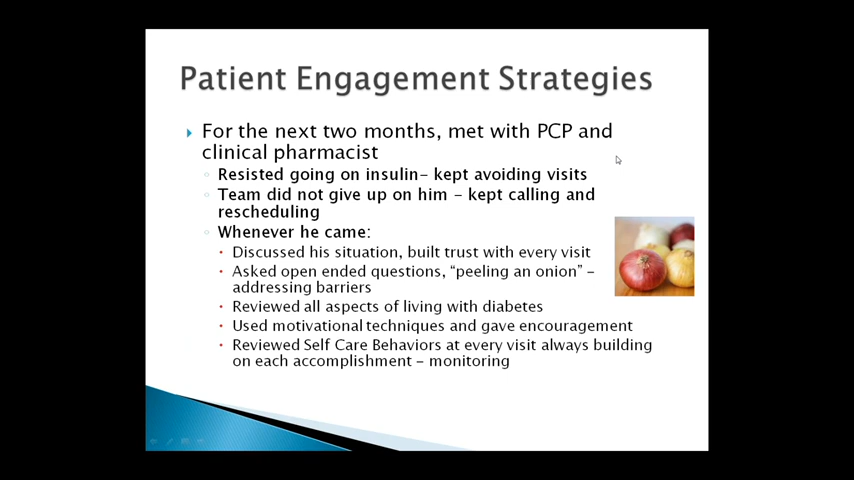 Patient Engagement Strategies
For the next two months, met with PCP and
clinical pharmacist
Resisted going on insulin– kept avoiding visits
Team did not give up on him – kept calling and
rescheduling
Whenever he came:
Discussed his situation, built trust with every visit
Asked open ended questions, “peeling an onion” –
addressing barriers
Reviewed all aspects of living with diabetes
Used motivational techniques and gave encouragement
Reviewed Self Care Behaviors at every visit always building
on each accomplishment – monitoring